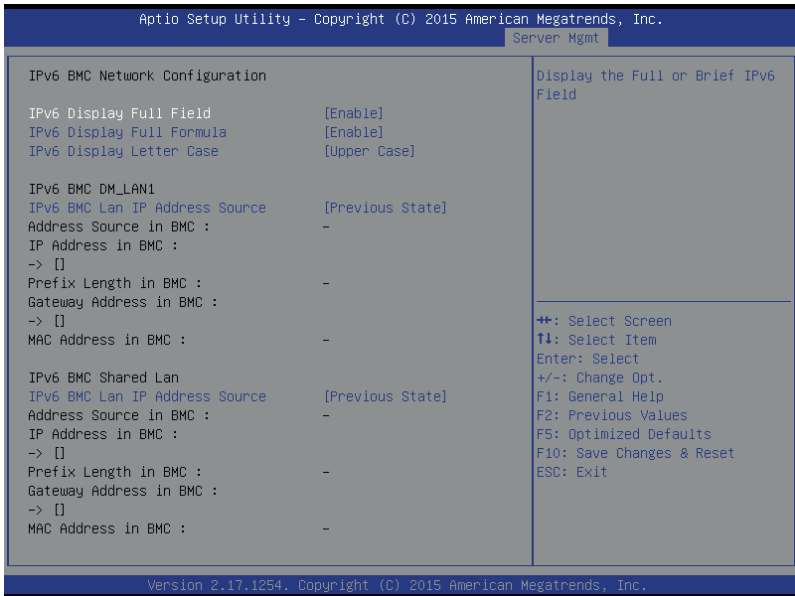 Aptio Setup Utility – Copyright (C) 2015 American Megatrends, Inc.
Server Mgmt
IPv6 BMC Network Configuration
IPv6 Display Full Field [Enable]
IPv6 Display Full Formula [Enable]
IPv6 Display Letter Case [Upper Case]
IPv6 BMC DM_LAN1
IPv6 BMC Lan IP Address Source [Previous State]
Address Source in BMC : –
IP Address in BMC :
-> []
Prefix Length in BMC : –
Gateway Address in BMC :
-> []
MAC Address in BMC : –
IPv6 BMC Shared Lan
IPv6 BMC Lan IP Address Source [Previous State]
Address Source in BMC : –
IP Address in BMC :
-> []
Prefix Length in BMC : –
Gateway Address in BMC :
-> []
MAC Address in BMC : –
Display the Full or Brief IPv6
Field
→←: Select Screen
↑↓: Select Item
Enter: Select
+/-: Change Opt.
F1: General Help
F2: Previous Values
F5: Optimized Defaults
F10: Save Changes & Reset
ESC: Exit
Version 2.17.1254. Copyright (C) 2015 American Megatrends, Inc.